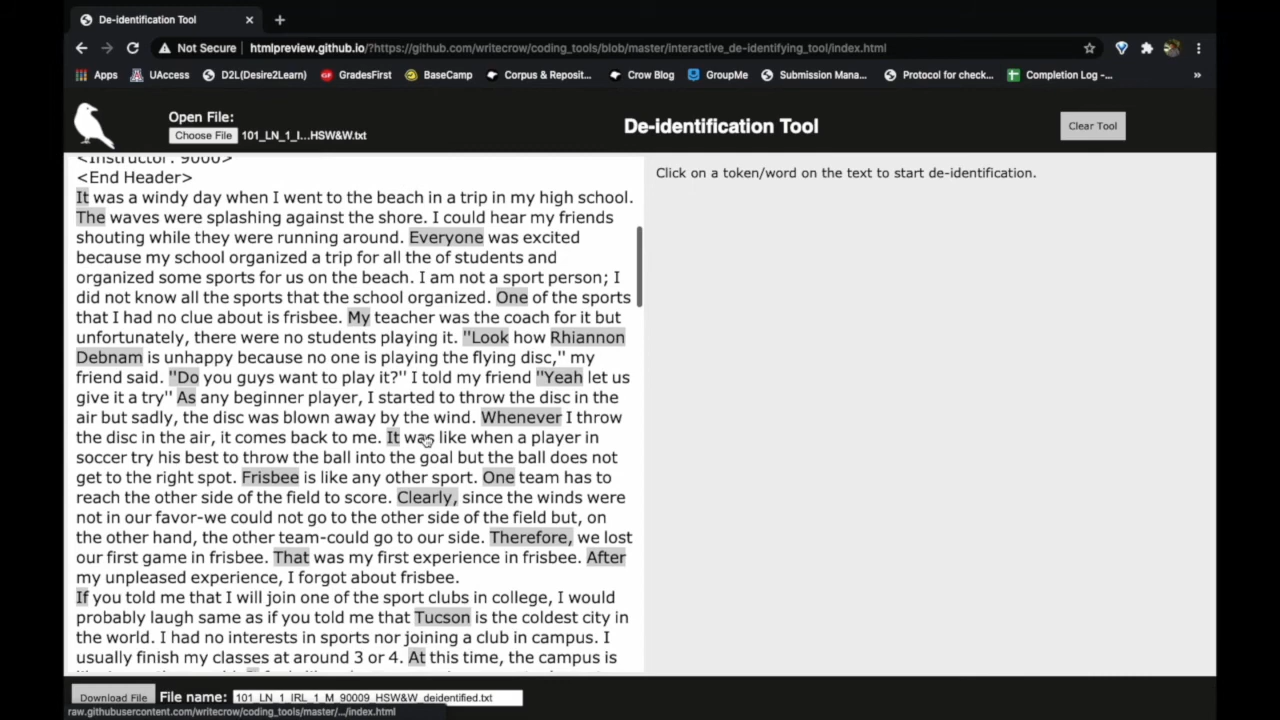 De-identification Tool
Not Secure htmlpreview.github.io/?https://github.com/writecrow/coding_tools/blob/master/interactive_de-identifying_tool/index.html
Apps UAccess D2L(Desire2Learn) GradesFirst BaseCamp Corpus & Reposit... Crow Blog GroupMe Submission Mana... Protocol for check... Completion Log -... »
Open File:
Choose File 101_LN_1_I...HSW&W.txt
De-identification Tool
Clear Tool
<Instructor: 9000>
<End Header>
It was a windy day when I went to the beach in a trip in my high school.
The waves were splashing against the shore. I could hear my friends
shouting while they were running around. Everyone was excited
because my school organized a trip for all the of students and
organized some sports for us on the beach. I am not a sport person; I
did not know all the sports that the school organized. One of the sports
that I had no clue about is frisbee. My teacher was the coach for it but
unfortunately, there were no students playing it. "Look how Rhiannon
Debnam is unhappy because no one is playing the flying disc," my
friend said. "Do you guys want to play it?" I told my friend "Yeah let us
give it a try" As any beginner player, I started to throw the disc in the
air but sadly, the disc was blown away by the wind. Whenever I throw
the disc in the air, it comes back to me. It was like when a player in
soccer try his best to throw the ball into the goal but the ball does not
get to the right spot. Frisbee is like any other sport. One team has to
reach the other side of the field to score. Clearly, since the winds were
not in our favor-we could not go to the other side of the field but, on
the other hand, the other team-could go to our side. Therefore, we lost
our first game in frisbee. That was my first experience in frisbee. After
my unpleased experience, I forgot about frisbee.
If you told me that I will join one of the sport clubs in college, I would
probably laugh same as if you told me that Tucson is the coldest city in
the world. I had no interests in sports nor joining a club in campus. I
usually finish my classes at around 3 or 4. At this time, the campus is
Click on a token/word on the text to start de-identification.
Download File File name: 101_LN_1_IRL_1_M_90009_HSW&W_deidentified.txt
raw.githubusercontent.com/writecrow/coding_tools/master/.../index.html